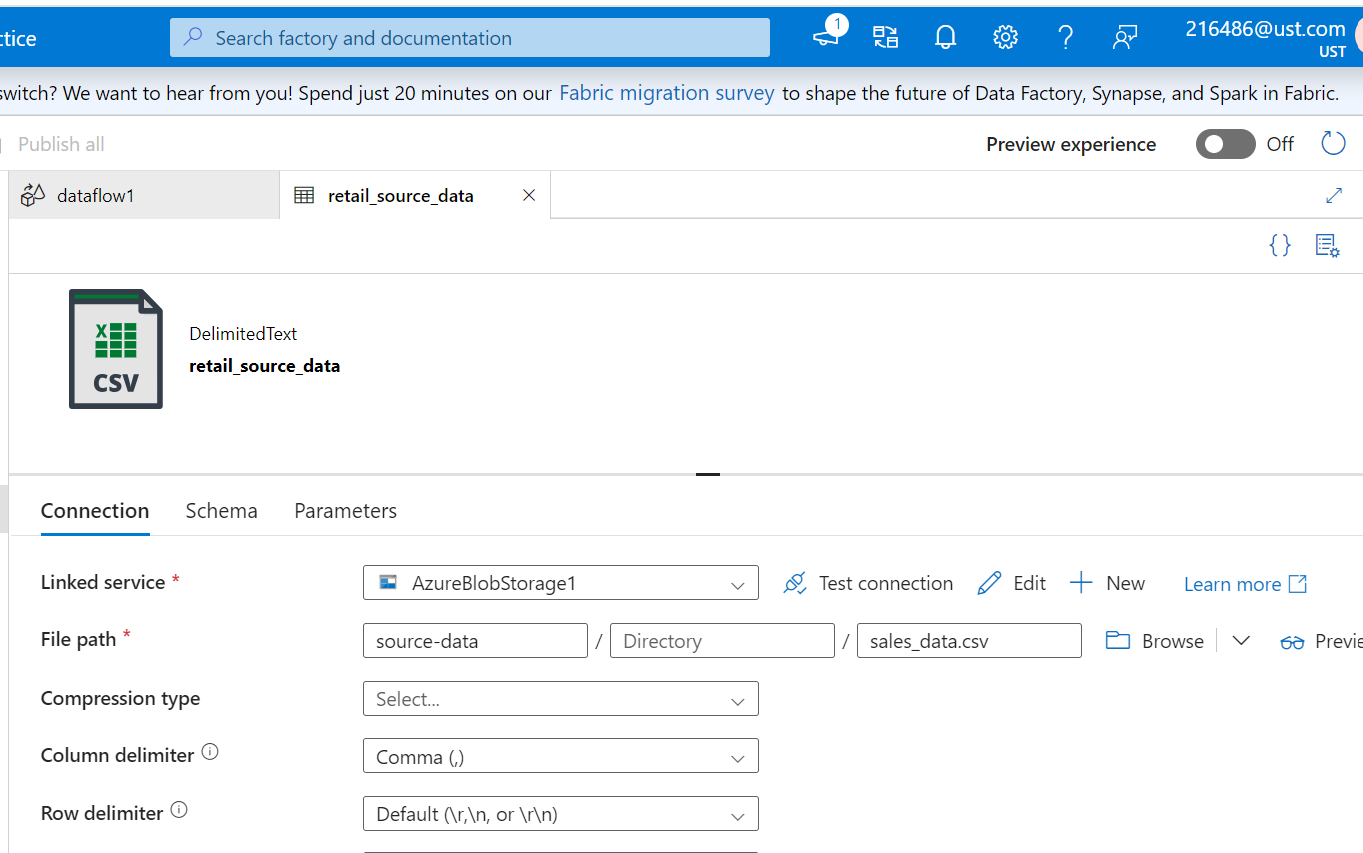 ctice
Search factory and documentation
1
216486@ust.com
UST
switch? We want to hear from you! Spend just 20 minutes on our Fabric migration survey to shape the future of Data Factory, Synapse, and Spark in Fabric.
Publish all
Preview experience
Off
dataflow1
retail_source_data
{}
X
CSV
DelimitedText
retail_source_data
Connection
Schema
Parameters
Linked service *
AzureBlobStorage1
Test connection
Edit
New
Learn more
File path *
source-data / Directory / sales_data.csv
Browse
Previe
Compression type
Select...
Column delimiter
Comma (,)
Row delimiter
Default (\r,\n, or \r\n)